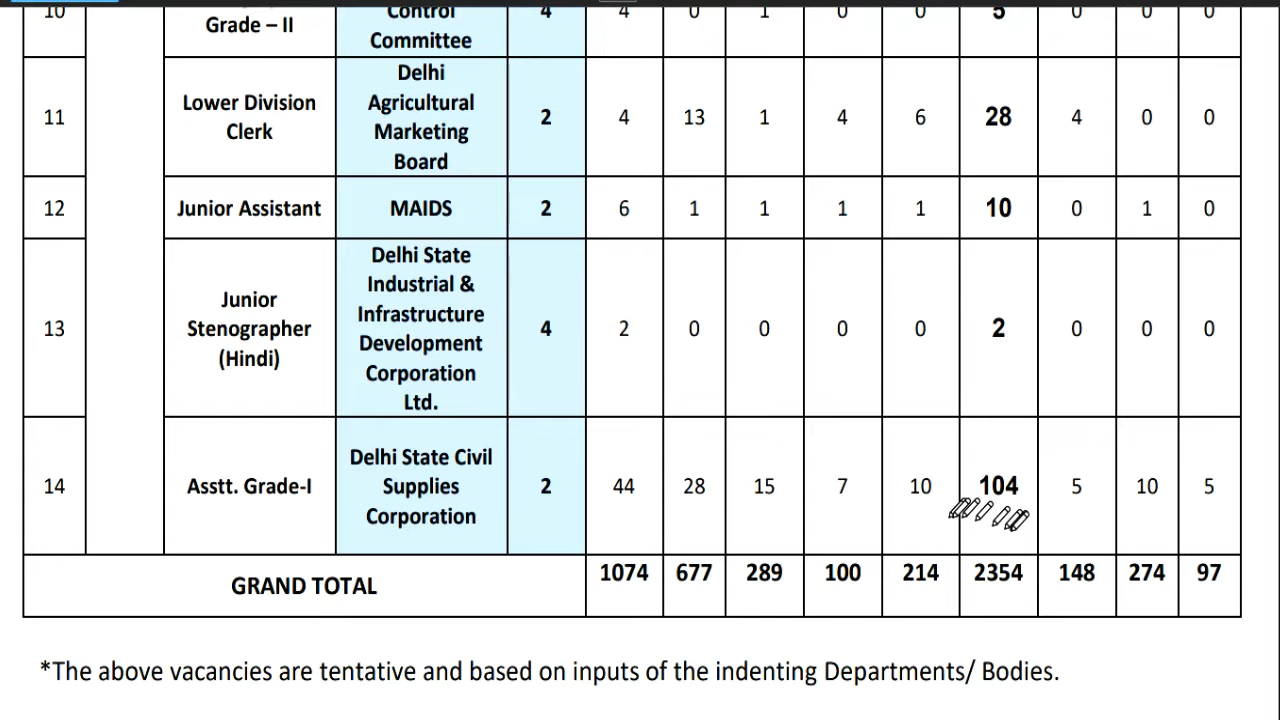 10 Grade – II Control Committee 4 4 0 1 0 0 5 0 0 0
11 Lower Division Clerk Delhi Agricultural Marketing Board 2 4 13 1 4 6 28 4 0 0
12 Junior Assistant MAIDS 2 6 1 1 1 1 10 0 1 0
13 Junior Stenographer (Hindi) Delhi State Industrial & Infrastructure Development Corporation Ltd. 4 2 0 0 0 0 2 0 0 0
14 Asstt. Grade-I Delhi State Civil Supplies Corporation 2 44 28 15 7 10 104 5 10 5
GRAND TOTAL 1074 677 289 100 214 2354 148 274 97
*The above vacancies are tentative and based on inputs of the indenting Departments/ Bodies.